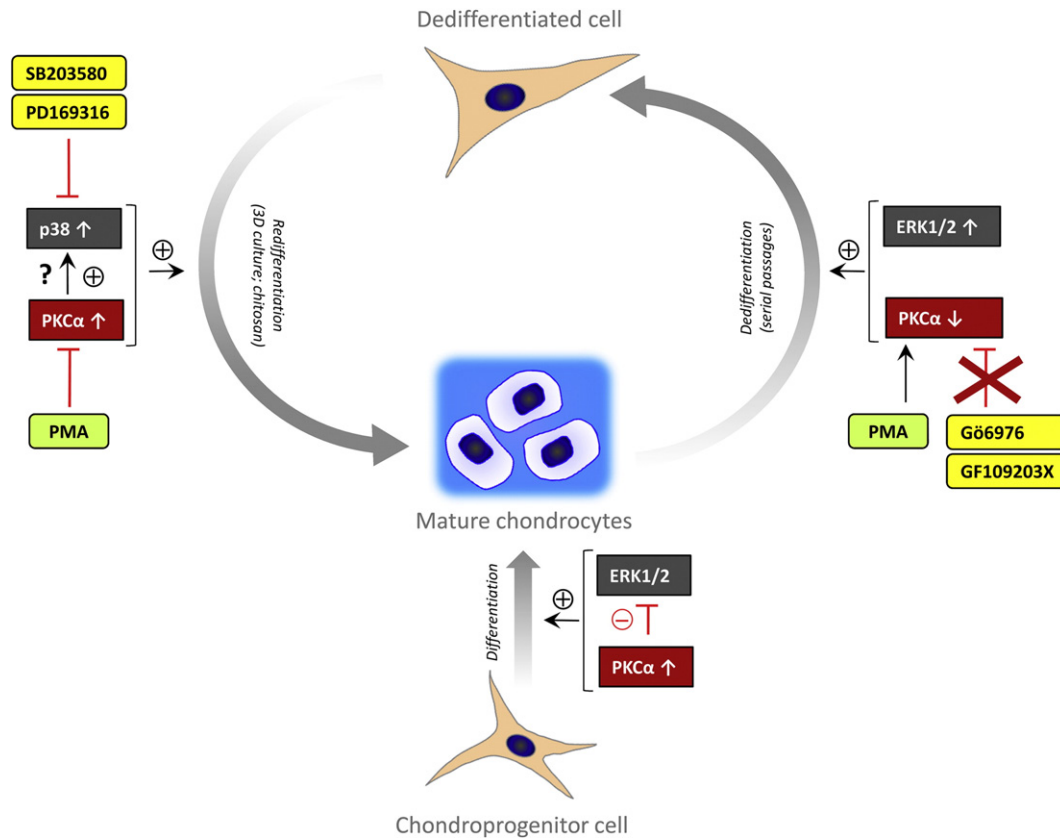 Dedifferentiated cell
SB203580
PD169316
p38 ↑
?
⊕
PKCα ↑
PMA
⊕
Redifferentiation
(3D culture; chitosan)
Dedifferentiation
(serial passages)
⊕
ERK1/2 ↑
PKCα ↓
PMA
Gö6976
GF109203X
Mature chondrocytes
Differentiation
⊕
ERK1/2
⊖
PKCα ↑
Chondroprogenitor cell